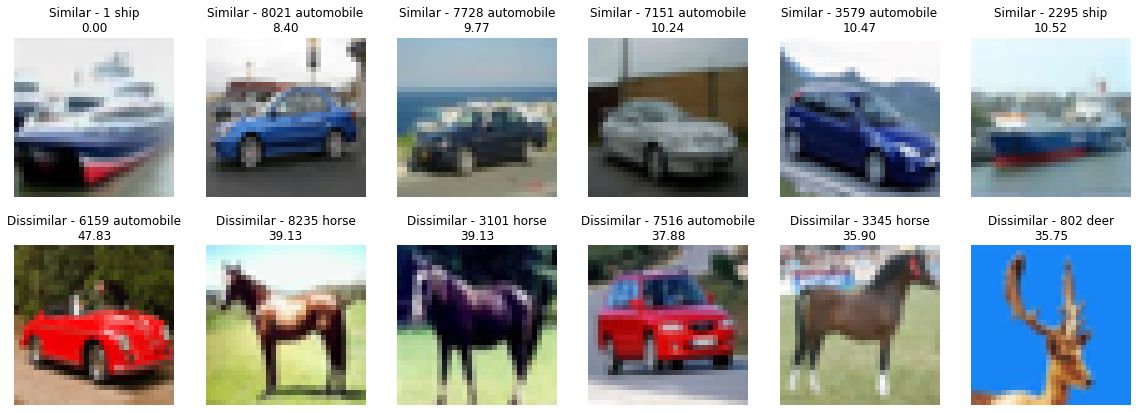 Similar - 1 ship
0.00
Similar - 8021 automobile
8.40
Similar - 7728 automobile
9.77
Similar - 7151 automobile
10.24
Similar - 3579 automobile
10.47
Similar - 2295 ship
10.52
Dissimilar - 6159 automobile
47.83
Dissimilar - 8235 horse
39.13
Dissimilar - 3101 horse
39.13
Dissimilar - 7516 automobile
37.88
Dissimilar - 3345 horse
35.90
Dissimilar - 802 deer
35.75